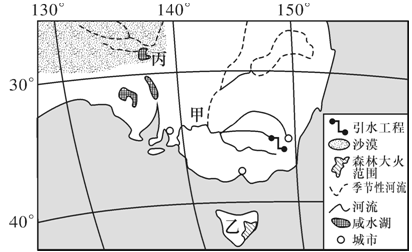 130°
140°
150°
丙
30°
甲
乙
40°
引水工程
沙漠
森林大火
范围
季节性河流
河流
咸水湖
城市